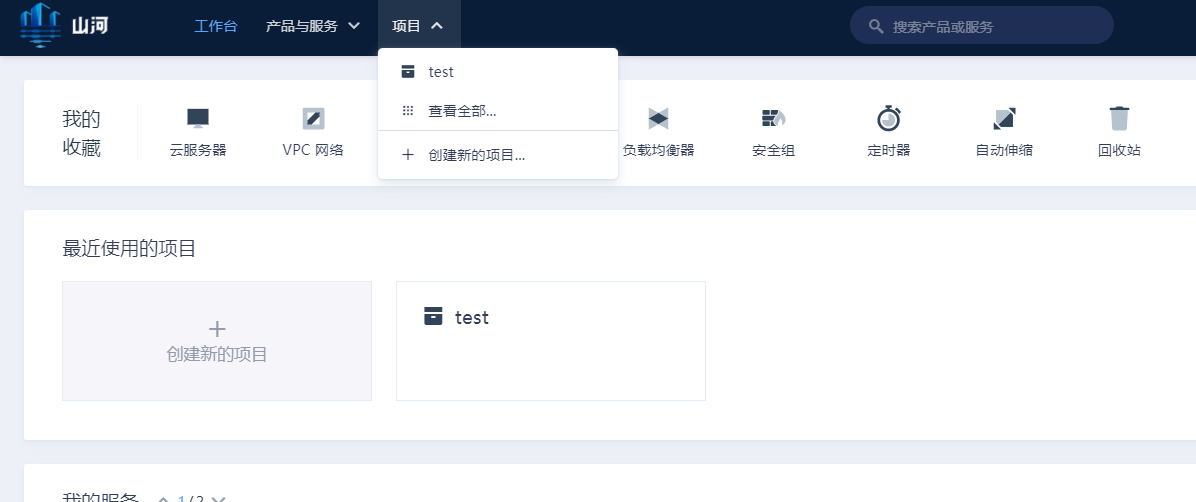 山河
工作台
产品与服务
项目
搜索产品或服务
test
查看全部...
创建新的项目...
我的
收藏
云服务器
VPC 网络
负载均衡器
安全组
定时器
自动伸缩
回收站
最近使用的项目
创建新的项目
test
我的服务
1/2